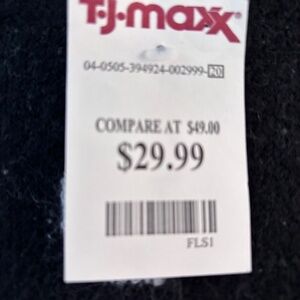 T.J.maxx
04-0505-394924-002999-20
COMPARE AT $49.00
$29.99
FLS1